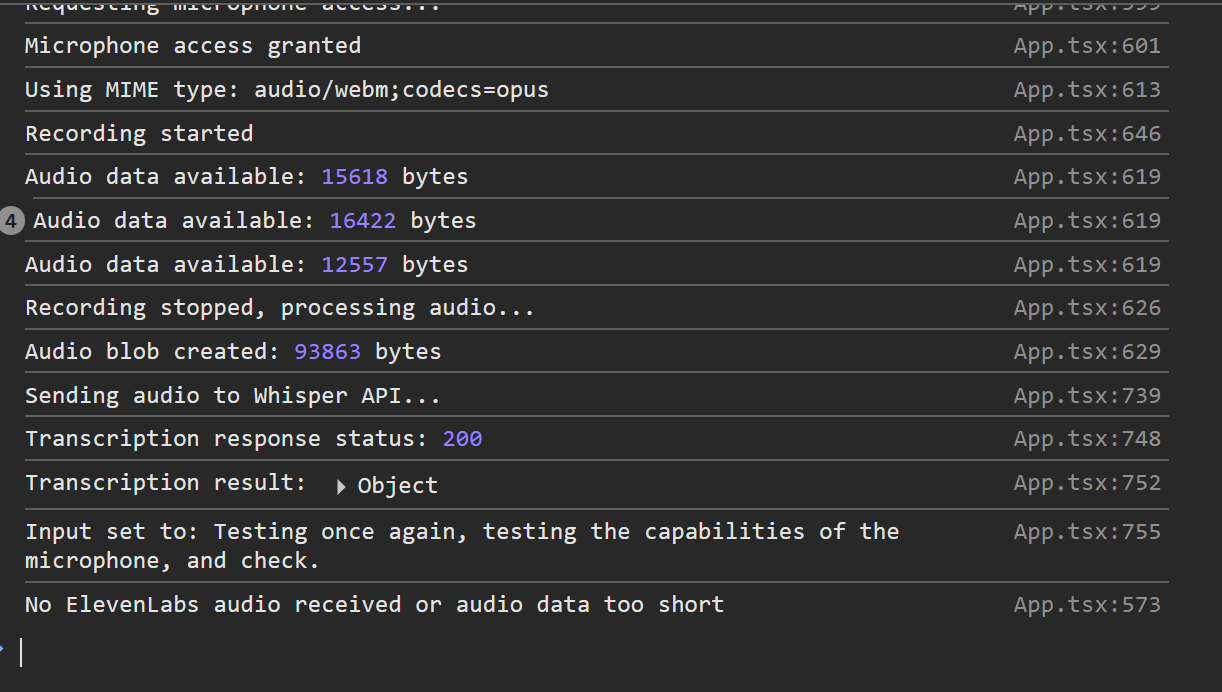 Requesting microphone access... App.tsx:599
Microphone access granted App.tsx:601
Using MIME type: audio/webm;codecs=opus App.tsx:613
Recording started App.tsx:646
Audio data available: 15618 bytes App.tsx:619
4 Audio data available: 16422 bytes App.tsx:619
Audio data available: 12557 bytes App.tsx:619
Recording stopped, processing audio... App.tsx:626
Audio blob created: 93863 bytes App.tsx:629
Sending audio to Whisper API... App.tsx:739
Transcription response status: 200 App.tsx:748
Transcription result: Object App.tsx:752
Input set to: Testing once again, testing the capabilities of the App.tsx:755
microphone, and check.
No ElevenLabs audio received or audio data too short App.tsx:573